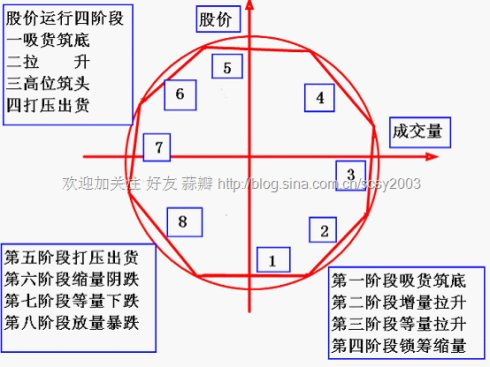 股价运行四阶段
一吸货筑底
二拉 升
三高位筑头
四打压出货
股价
5
6
4
成交量
7
3
欢迎加关注 好友 蒜瓣 http://blog.sina.com.cn/scsy2003
8
2
1
第五阶段打压出货
第六阶段缩量阴跌
第七阶段等量下跌
第八阶段放量暴跌
第一阶段吸货筑底
第二阶段增量拉升
第三阶段等量拉升
第四阶段锁筹缩量